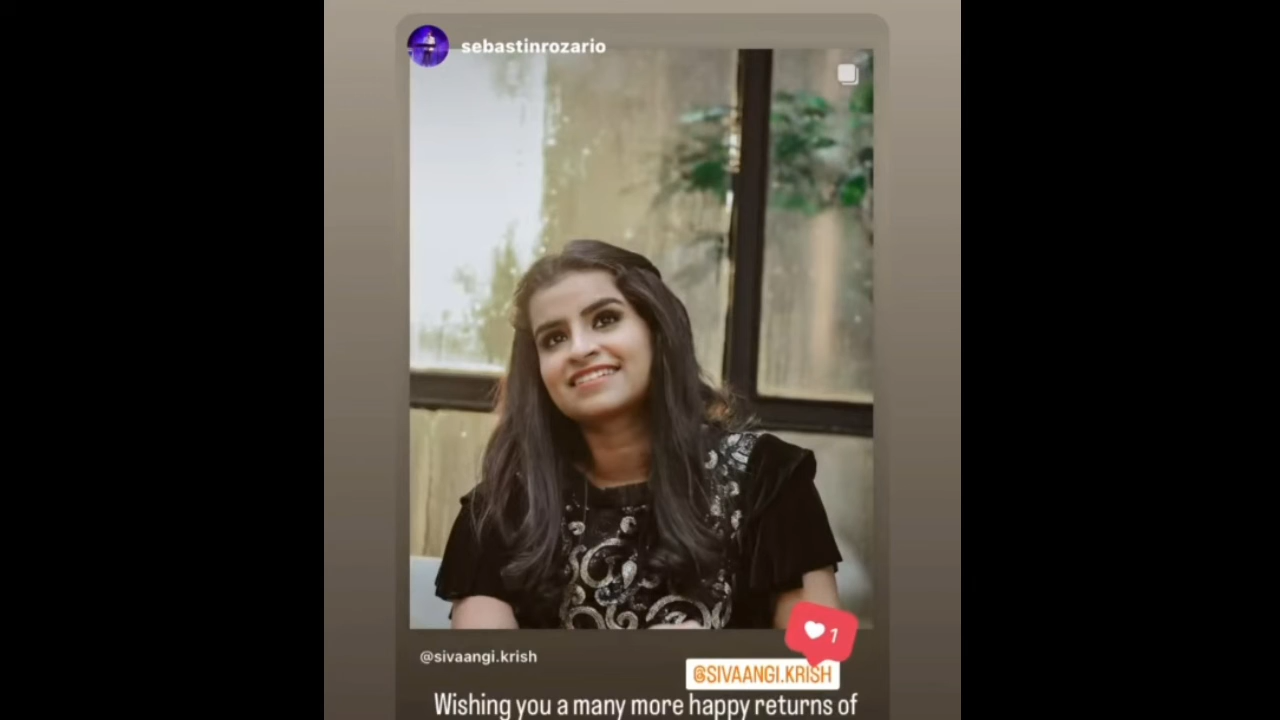 sebastinrozario
1
@sivaangi.krish
@SIVAANGI.KRISH
Wishing you a many more happy returns of